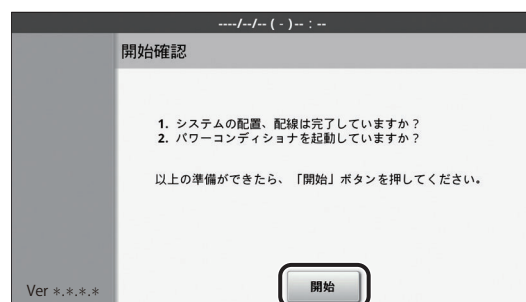 ----/--/-- ( - )-- : --
開始確認
1. システムの配置、配線は完了していますか？
2. パワーコンディショナを起動していますか？
以上の準備ができたら、「開始」ボタンを押してください。
開始
Ver *.*.*.*